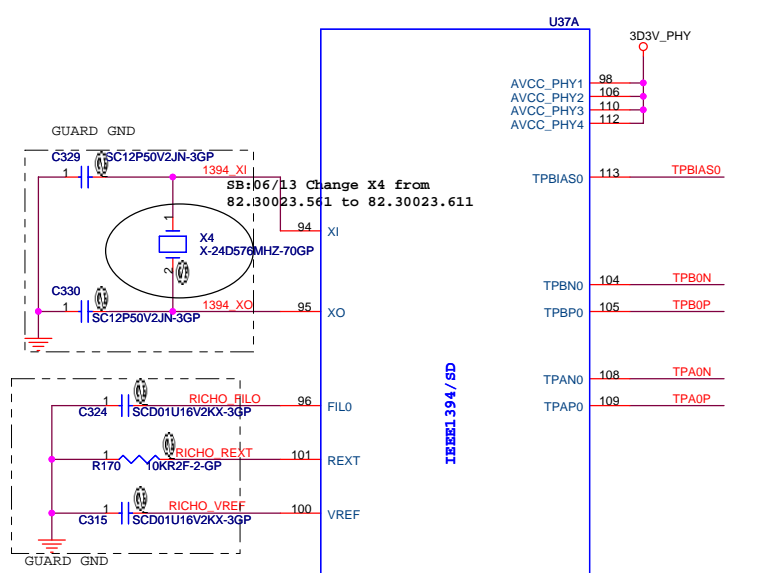 U37A
3D3V_PHY
AVCC_PHY1 98
AVCC_PHY2 106
AVCC_PHY3 110
AVCC_PHY4 112
GUARD GND
C329
SC12P50V2JN-3GP
1
1394_XI
SB:06/13 Change X4 from
82.30023.561 to 82.30023.611
TPBIAS0 113 TPBIAS0
1
94 XI
X4
X-24D576MHZ-70GP
2
C330
1
SC12P50V2JN-3GP
1394_XO
95 XO
TPBN0 104 TPB0N
TPBP0 105 TPB0P
IEEE1394/SD
TPAN0 108 TPA0N
TPAP0 109 TPA0P
1
RICHO_FILO
96 FIL0
C324
SCD01U16V2KX-3GP
1
RICHO_REXT
101 REXT
R170
10KR2F-2-GP
1
RICHO_VREF
100 VREF
C315
SCD01U16V2KX-3GP
GUARD GND